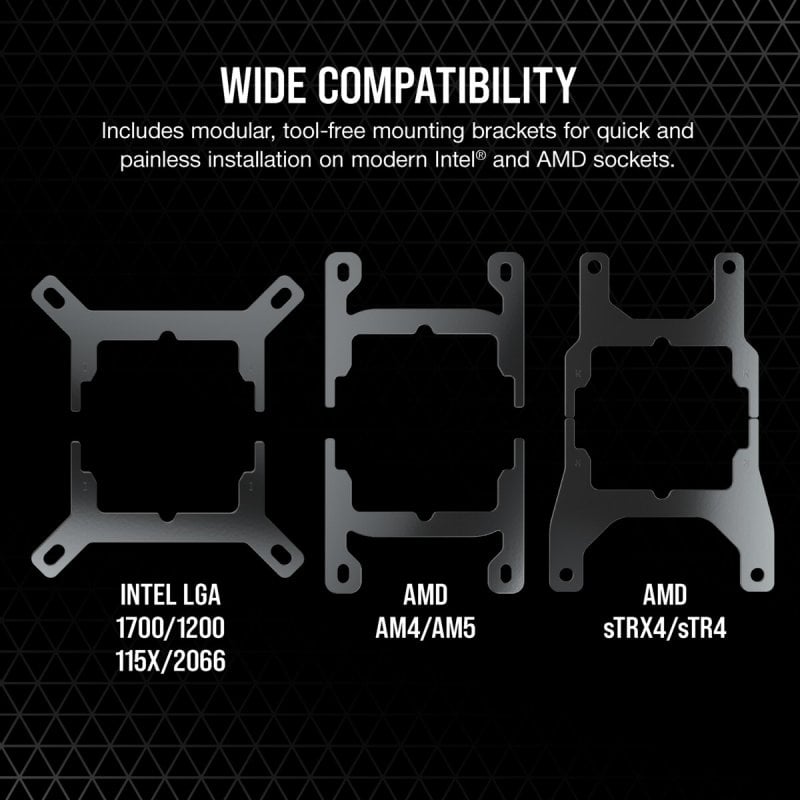 WIDE COMPATIBILITY
Includes modular, tool-free mounting brackets for quick and
painless installation on modern Intel® and AMD sockets.
INTEL LGA
1700/1200
115X/2066
AMD
AM4/AM5
AMD
sTRX4/sTR4